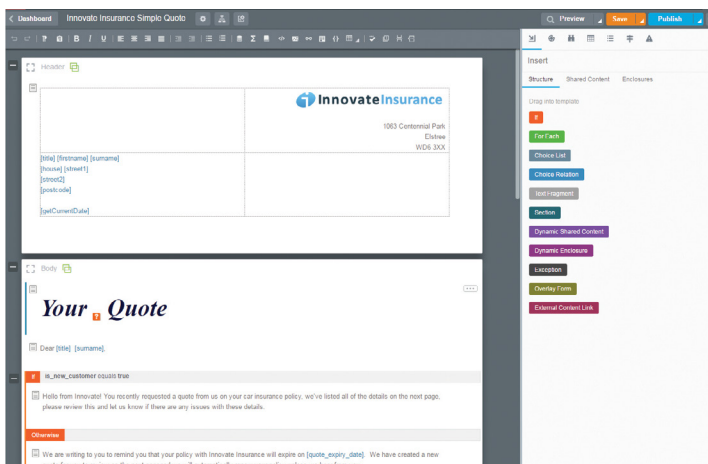 Dashboard Innovate Insurance Simple Quote Preview Save Publish
B I U
Insert
Structure Shared Content Enclosures
Header
Drag into template
InnovateInsurance
If
1063 Centennial Park
Elstree
WD6 3XX
For Each
Choice List
[title] [firstname] [surname]
[house] [street1]
[street2]
[postcode]
Choice Relation
Text Fragment
[getCurrentDate]
Section
Dynamic Shared Content
Dynamic Enclosure
Exception
Overlay Form
External Content Link
Body
Your ? Quote
Dear [title] [surname],
If is_new_customer equals true
Hello from Innovate! You recently requested a quote from us on your car insurance policy, we've listed all of the details on the next page,
please review this and let us know if there are any issues with these details.
Otherwise
We are writing to you to remind you that your policy with Innovate Insurance will expire on [quote_expiry_date]. We have created a new